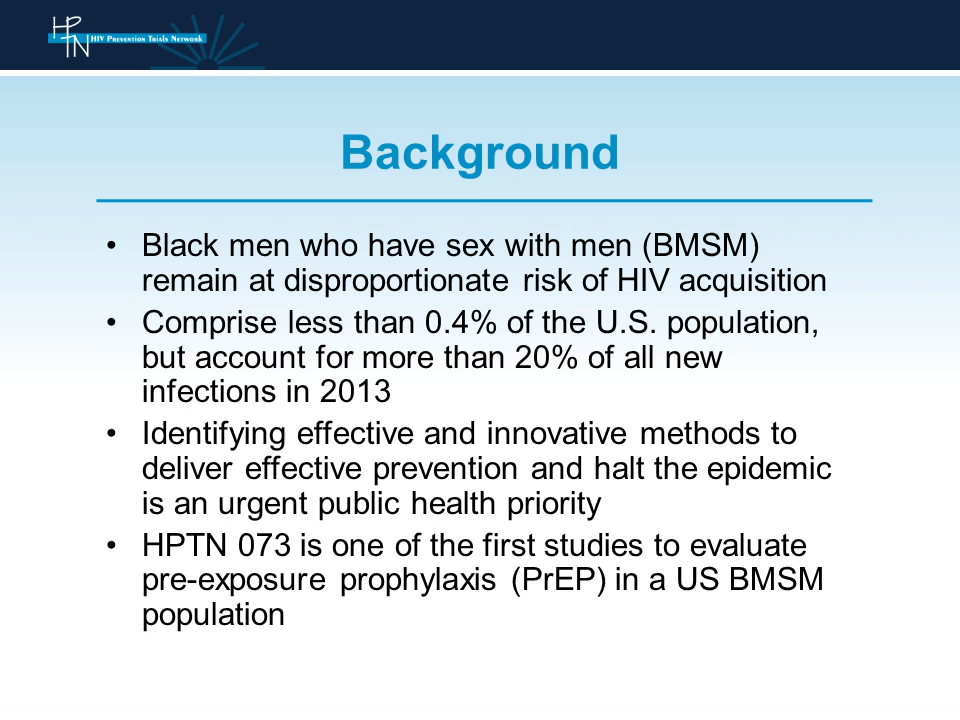 HPTN HIV PREVENTION TRIALS NETWORK
Background
• Black men who have sex with men (BMSM)
remain at disproportionate risk of HIV acquisition
• Comprise less than 0.4% of the U.S. population,
but account for more than 20% of all new
infections in 2013
• Identifying effective and innovative methods to
deliver effective prevention and halt the epidemic
is an urgent public health priority
• HPTN 073 is one of the first studies to evaluate
pre-exposure prophylaxis (PrEP) in a US BMSM
population